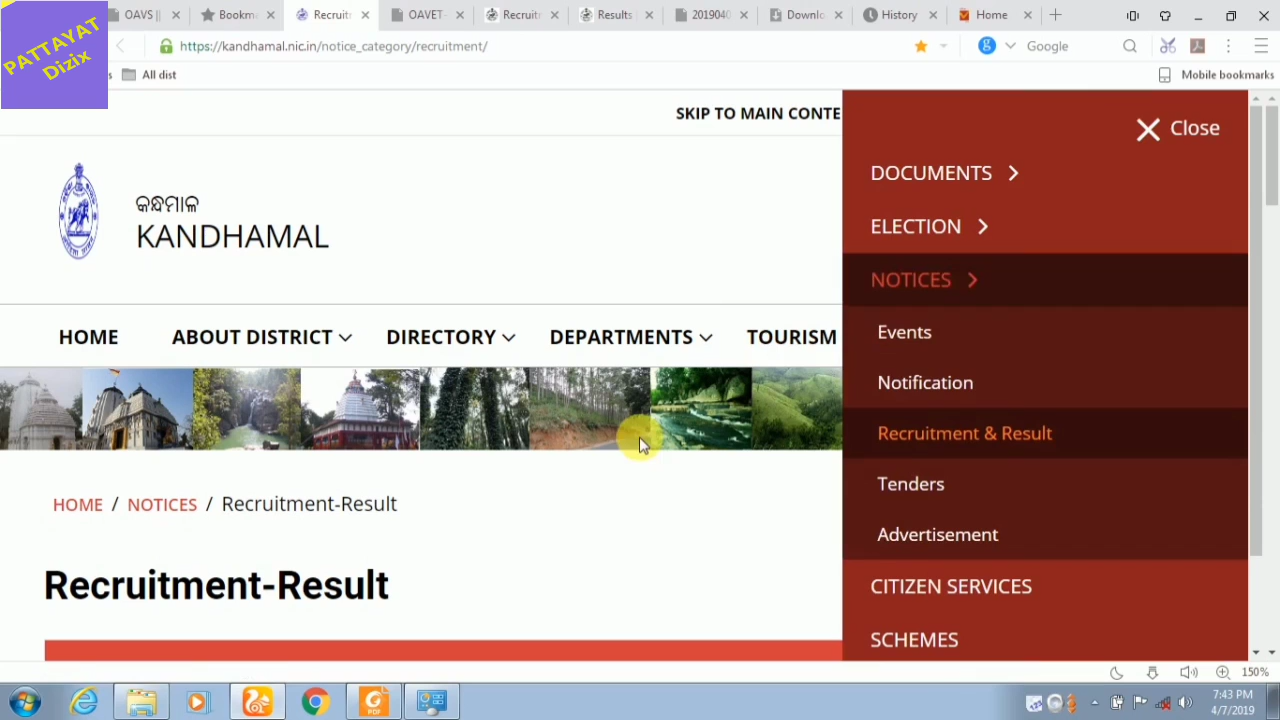 PATTAYAT
Dizix
OAVS |
Bookm
Recruit
OAVET-
Recruit
Results
2019040
Downlo
Higher
Home
https://kandhamal.nic.in/notice_category/recruitment/
Google
s
All dist
Mobile bookmarks
SKIP TO MAIN CONTE
କନ୍ଧମାଳ
KANDHAMAL
HOME
ABOUT DISTRICT
DIRECTORY
DEPARTMENTS
TOURISM
HOME / NOTICES / Recruitment-Result
Recruitment-Result
Close
DOCUMENTS
ELECTION
NOTICES
Events
Notification
Recruitment & Result
Tenders
Advertisement
CITIZEN SERVICES
SCHEMES
150%
PDF
7:43 PM
4/7/2019